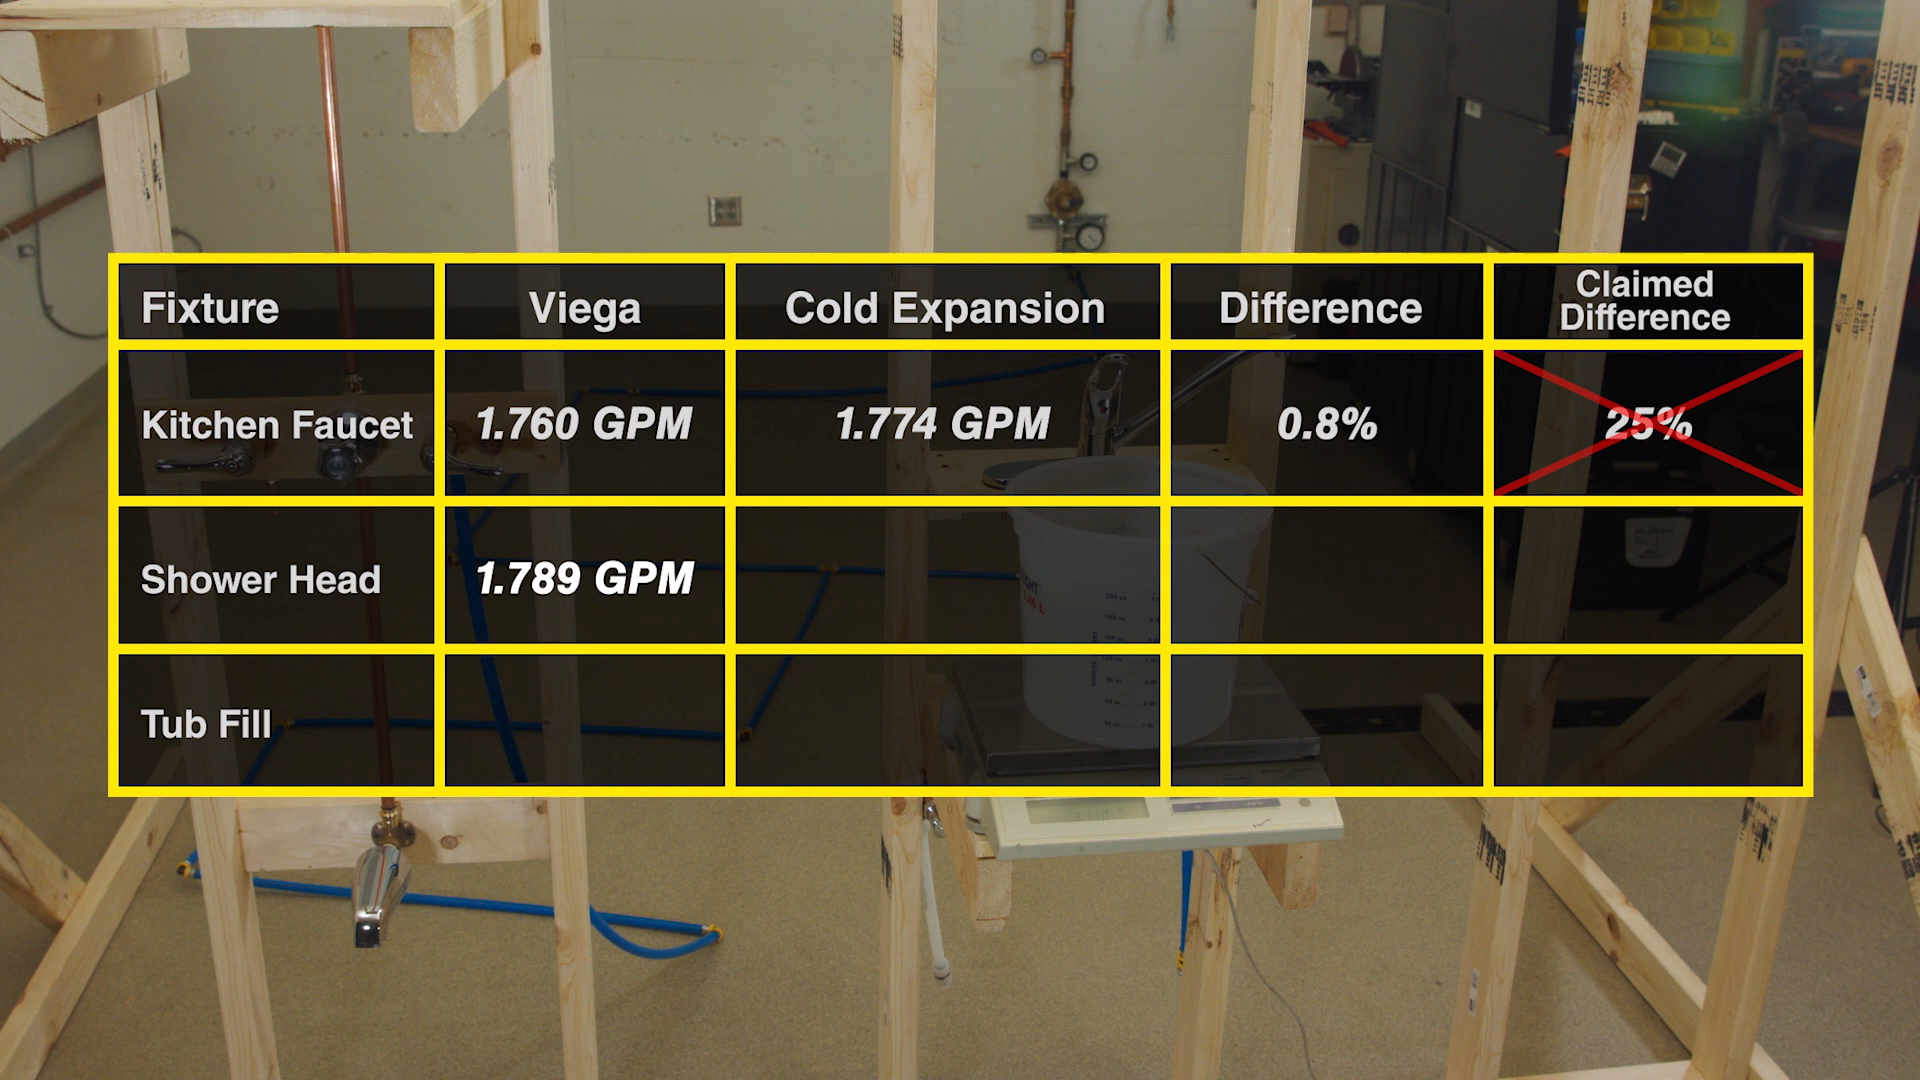 Fixture
Viega
Cold Expansion
Difference
Claimed
Difference
Kitchen Faucet
1.760 GPM
1.774 GPM
0.8%
25%
Shower Head
1.789 GPM
Tub Fill